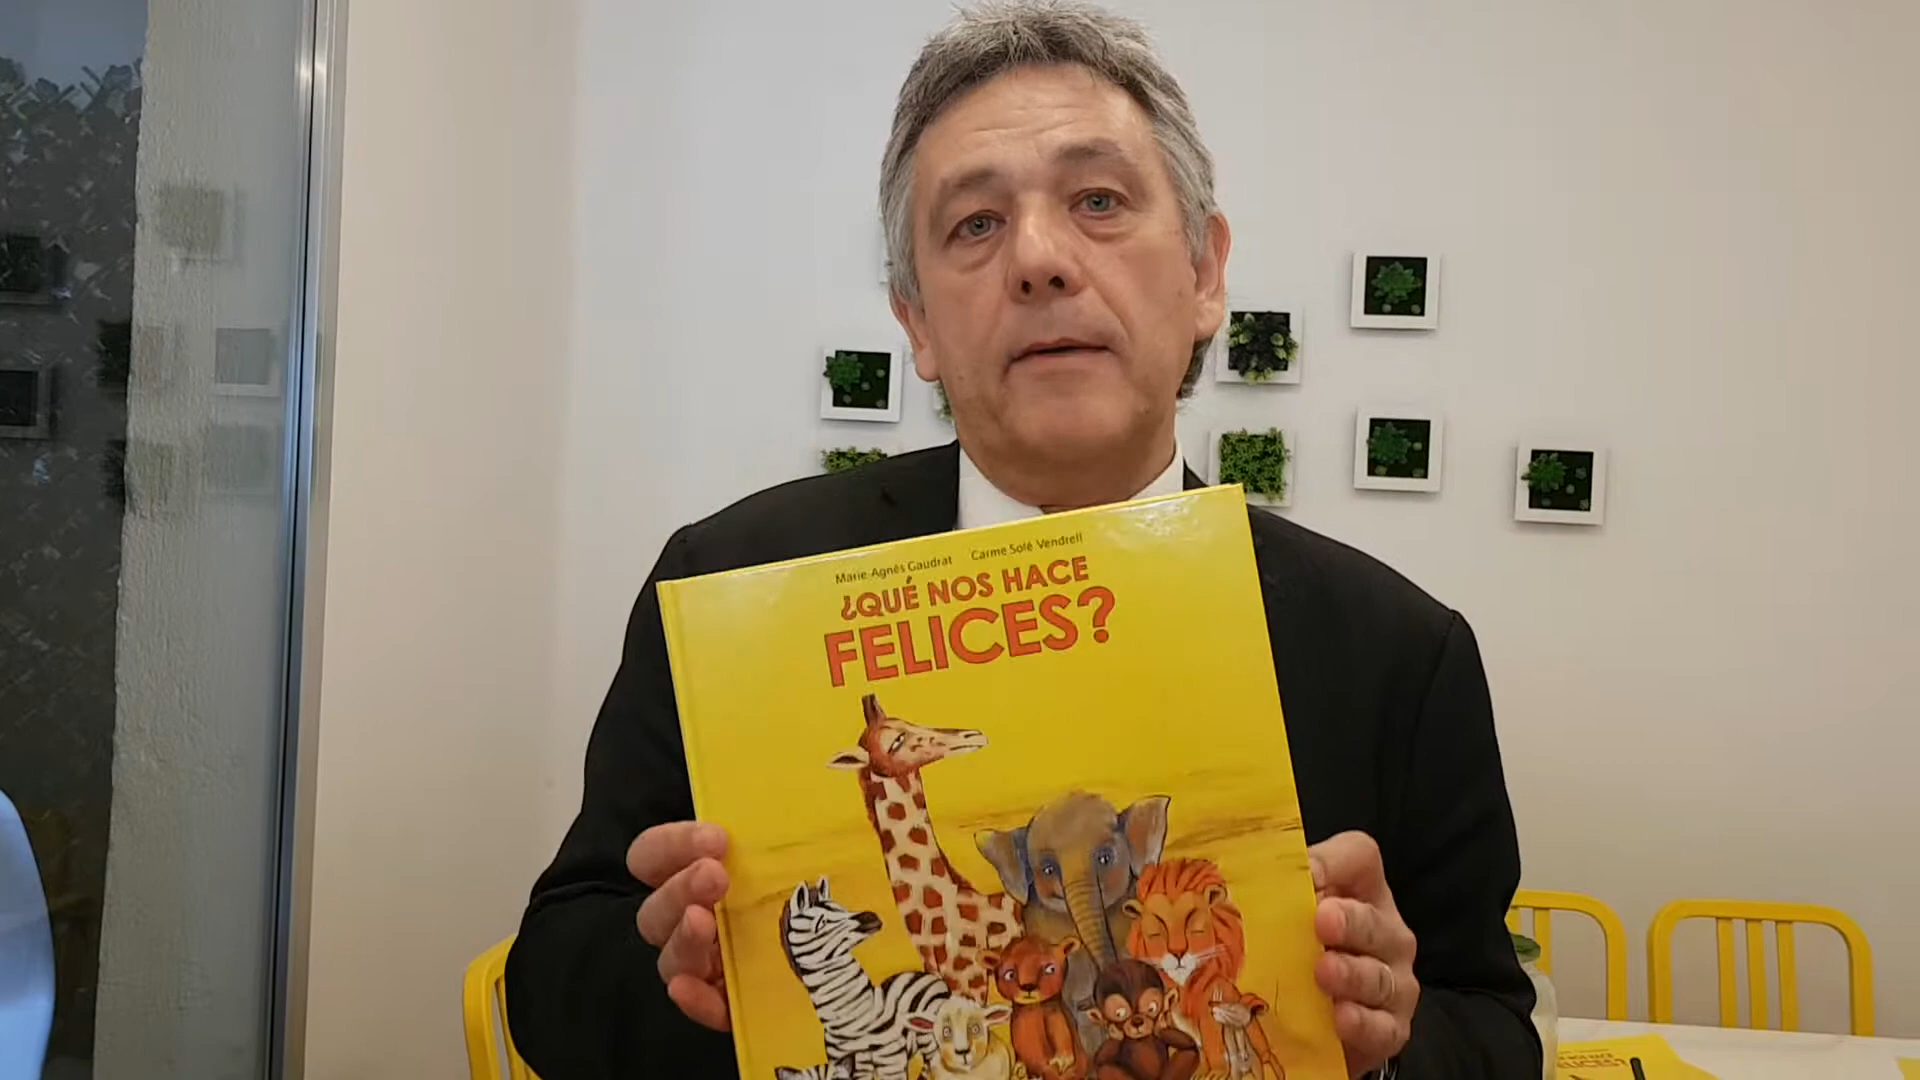 Marie-Agnès Gaudrat Carme Solé Vendrell
¿QUÉ NOS HACE
FELICES?